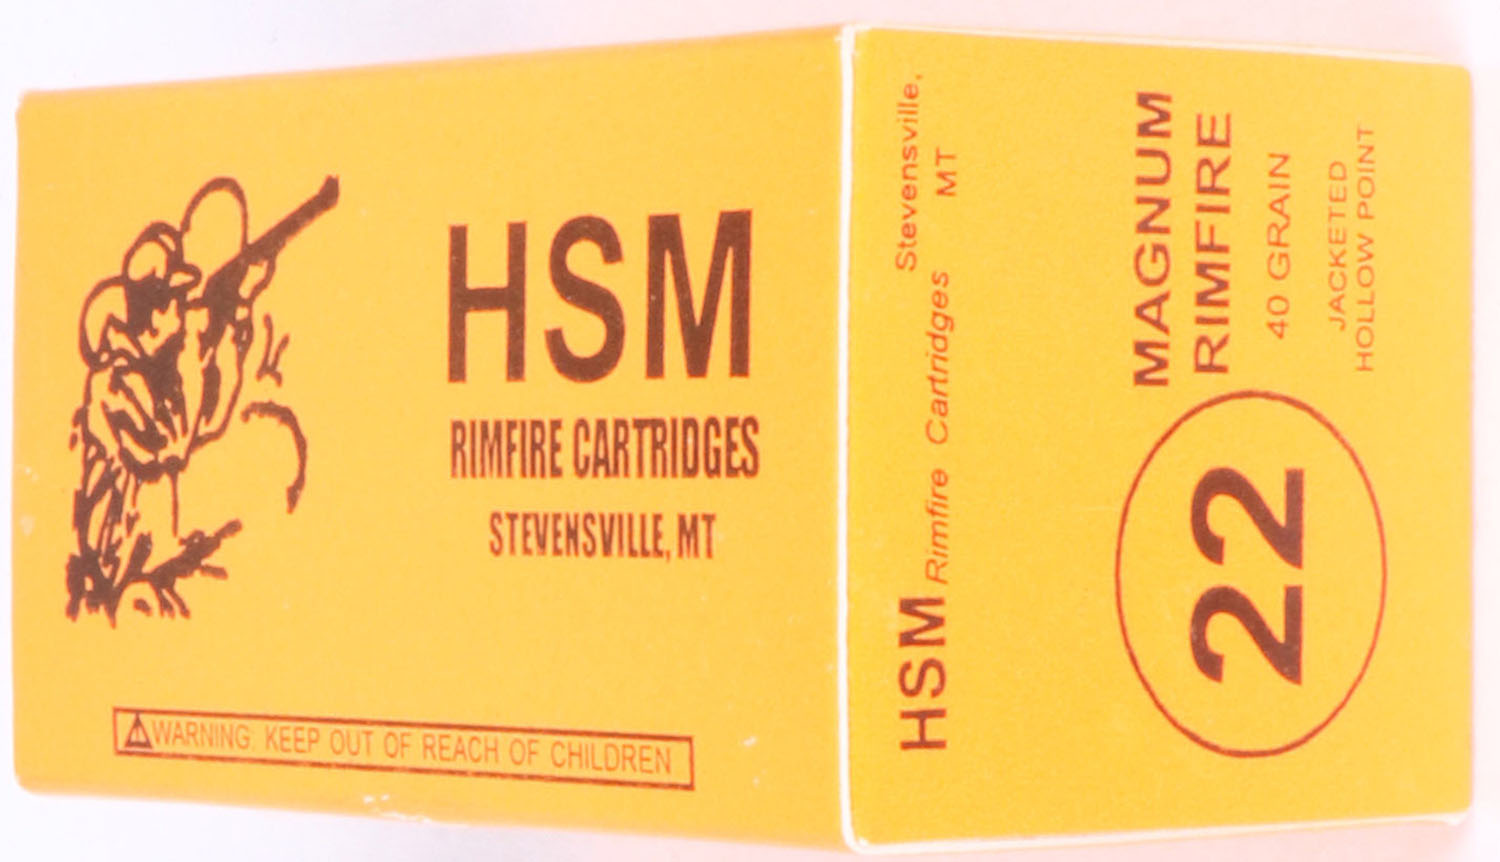 HSM
RIMFIRE CARTRIDGES
STEVENSVILLE, MT
WARNING: KEEP OUT OF REACH OF CHILDREN
HSM Rimfire Cartridges Stevensville, MT
22
MAGNUM
RIMFIRE
40 GRAIN
JACKETED
HOLLOW POINT